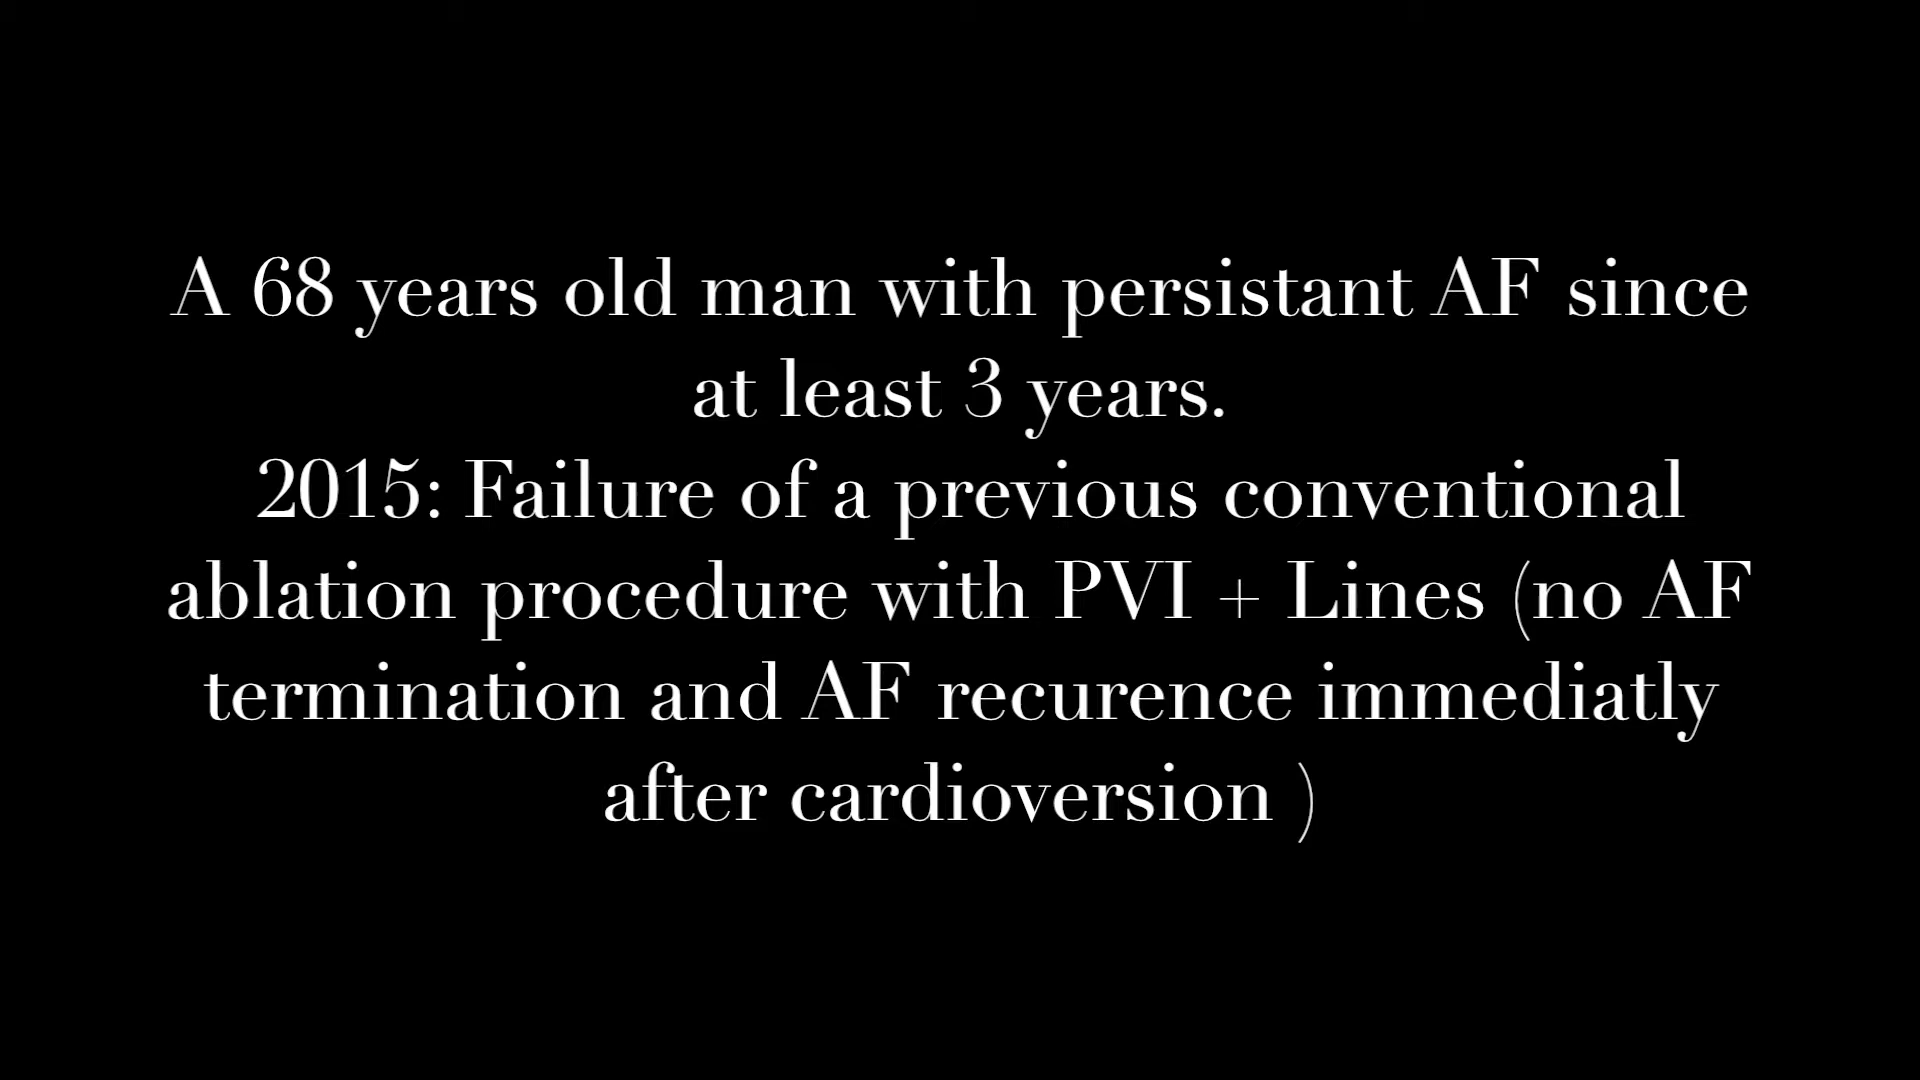 A 68 years old man with persistant AF since
at least 3 years.
2015: Failure of a previous conventional
ablation procedure with PVI + Lines (no AF
termination and AF recurence immediatly
after cardioversion )